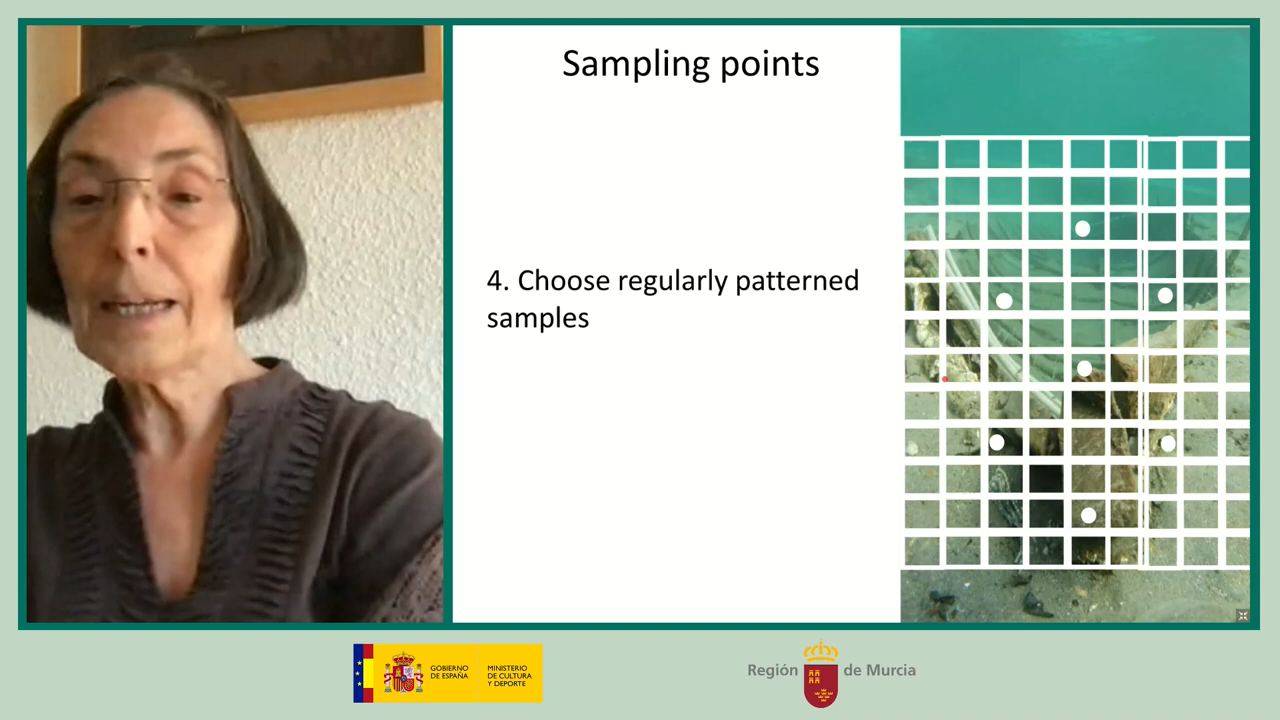 Sampling points
4. Choose regularly patterned
samples
GOBIERNO
DE ESPAÑA
MINISTERIO
DE CULTURA
Y DEPORTE
Región de Murcia